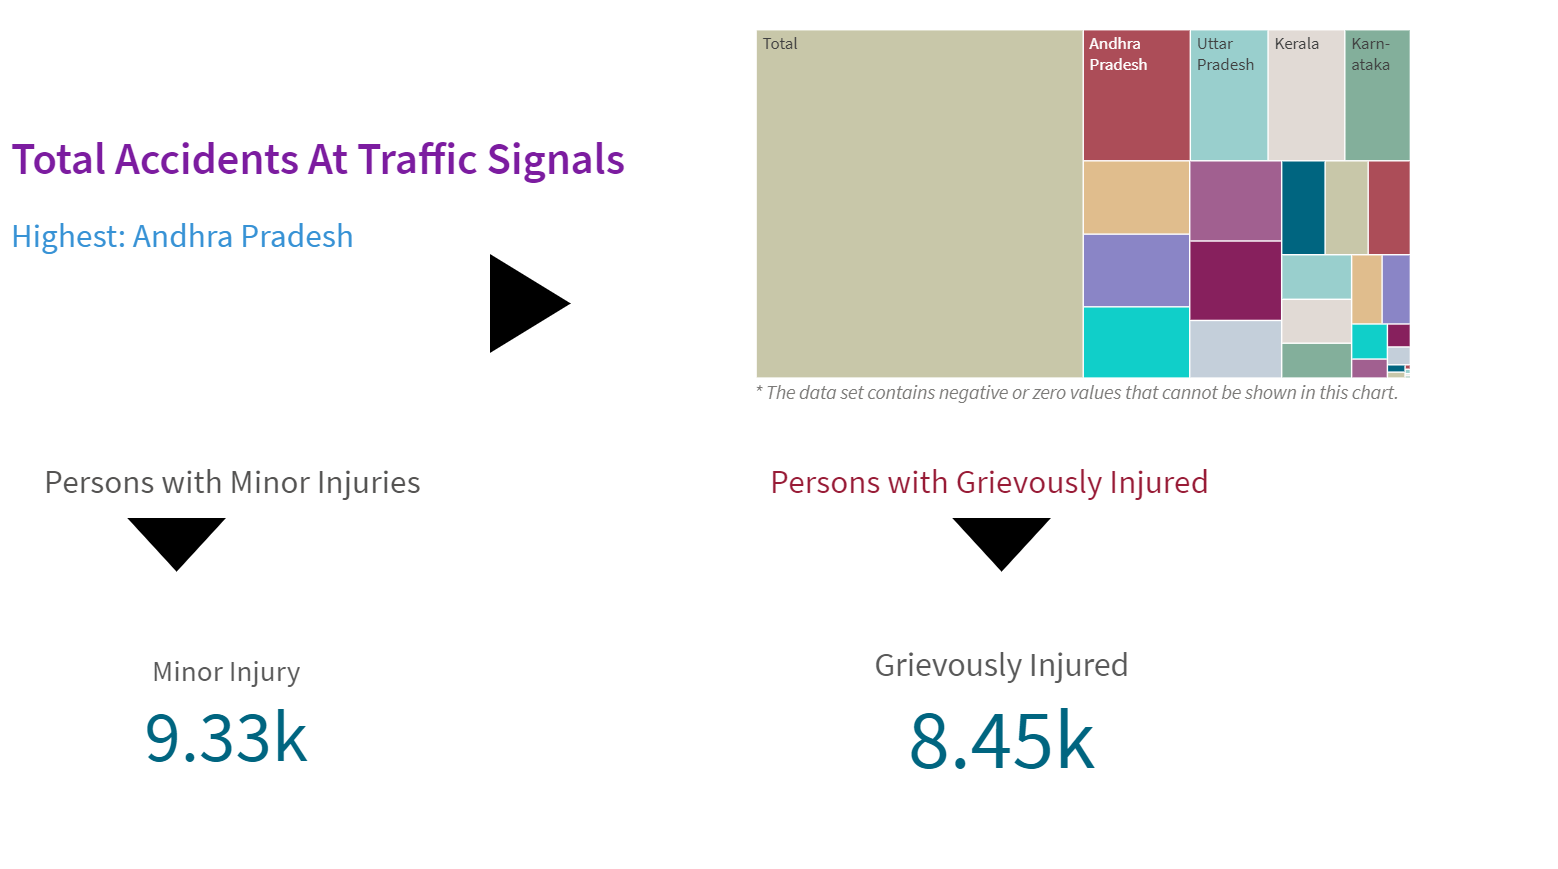 Total Accidents At Traffic Signals
Highest: Andhra Pradesh
Total
Andhra
Pradesh
Uttar
Pradesh
Kerala
Karn-
ataka
* The data set contains negative or zero values that cannot be shown in this chart.
Persons with Minor Injuries
Persons with Grievously Injured
Minor Injury
9.33k
Grievously Injured
8.45k